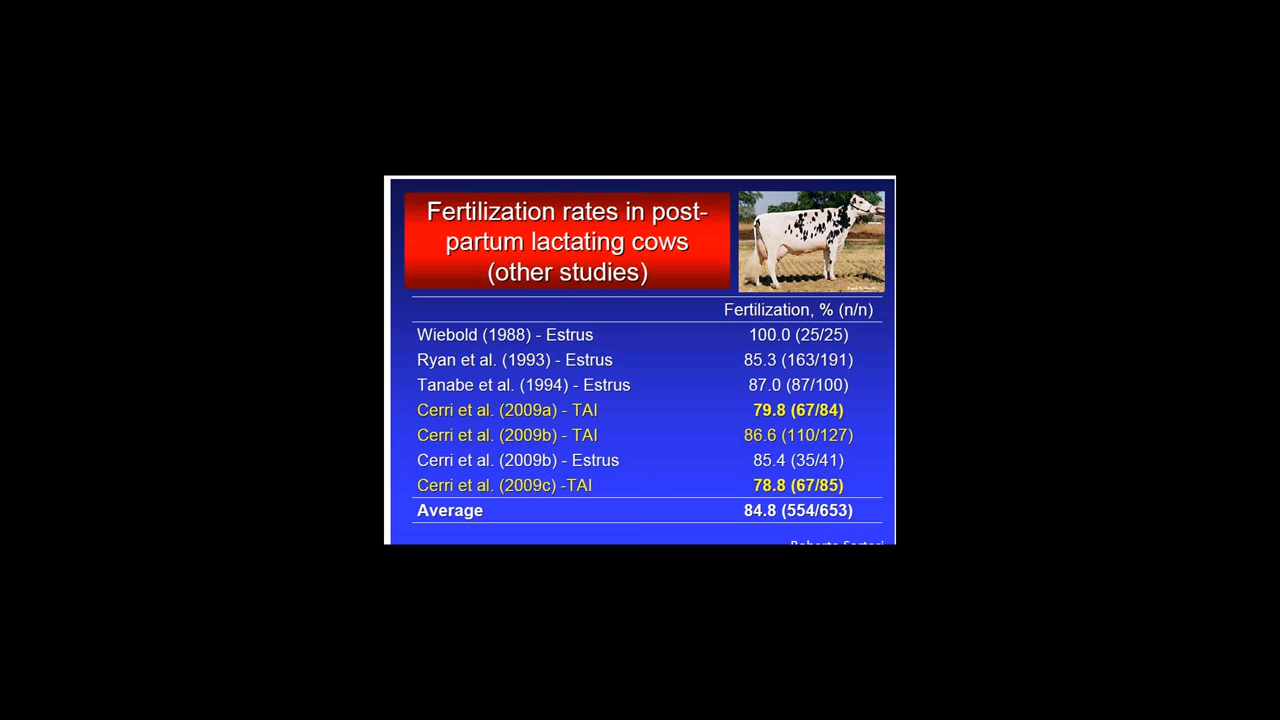 Fertilization rates in post-
partum lactating cows
(other studies)
Fertilization, % (n/n)
Wiebold (1988) - Estrus 100.0 (25/25)
Ryan et al. (1993) - Estrus 85.3 (163/191)
Tanabe et al. (1994) - Estrus 87.0 (87/100)
Cerri et al. (2009a) - TAI 79.8 (67/84)
Cerri et al. (2009b) - TAI 86.6 (110/127)
Cerri et al. (2009b) - Estrus 85.4 (35/41)
Cerri et al. (2009c) -TAI 78.8 (67/85)
Average 84.8 (554/653)
Roberto Sartori